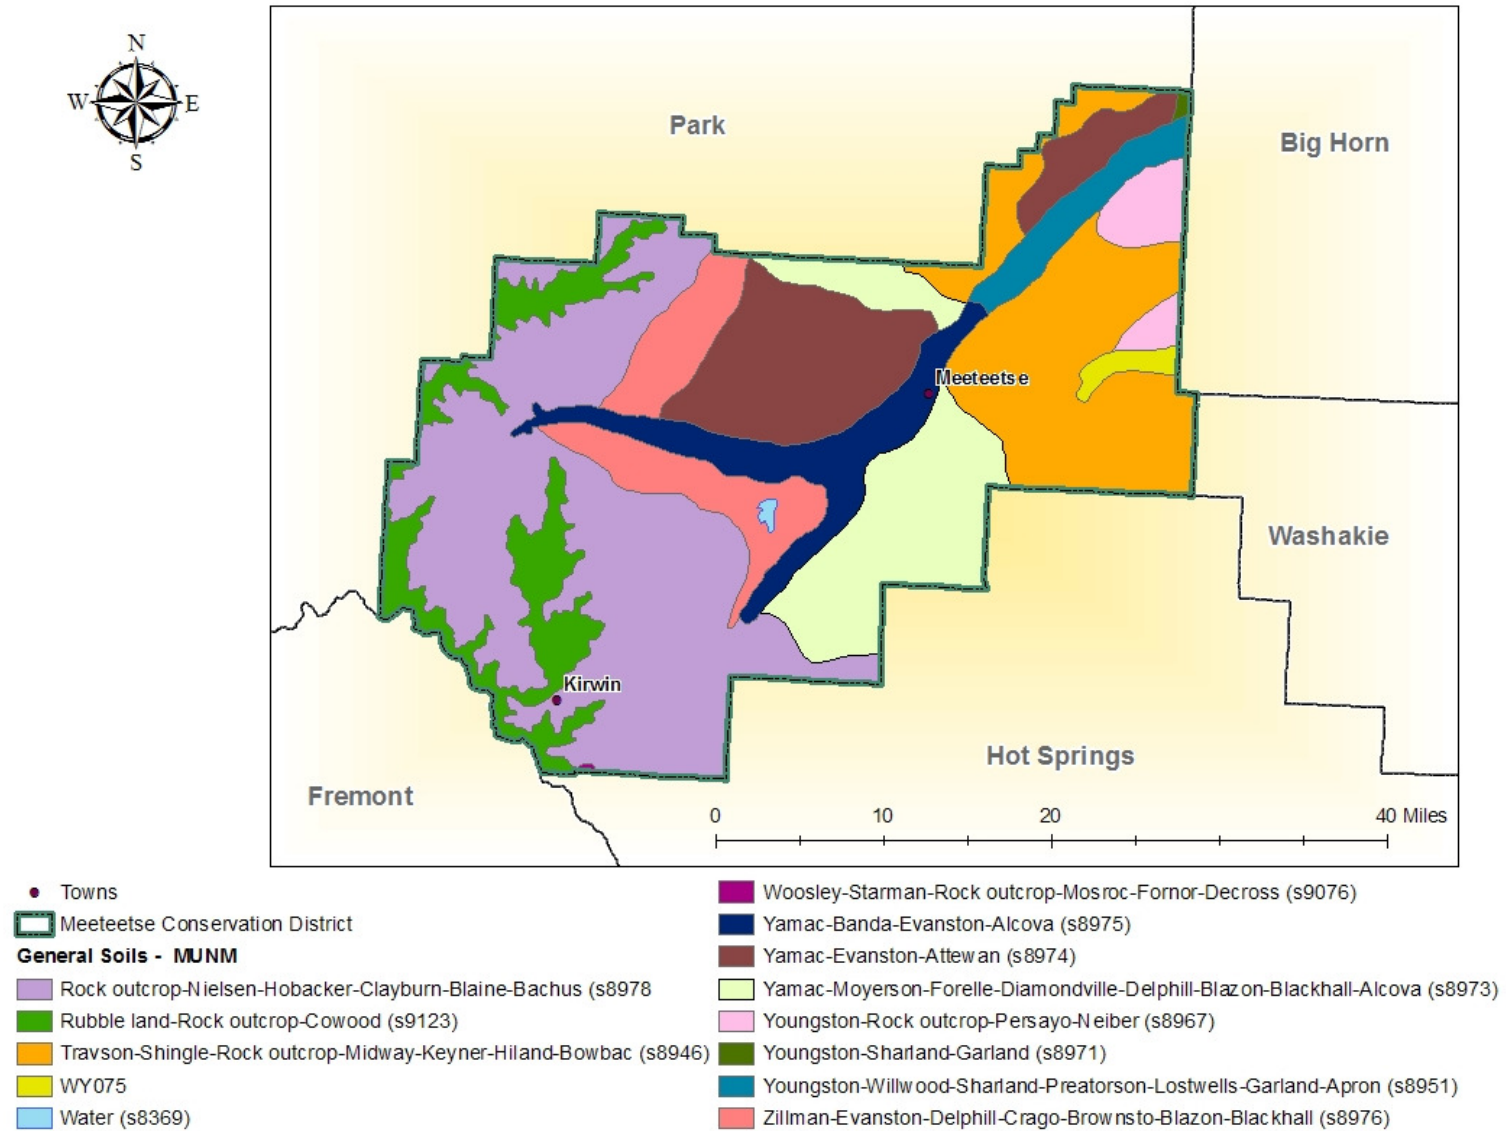 N
W E
S
Park
Big Horn
Meeteetse
Washakie
Kirwin
Hot Springs
Fremont
0 10 20 40 Miles
Towns
Meeteetse Conservation District
General Soils - MUNM
Rock outcrop-Nielsen-Hobacker-Clayburn-Blaine-Bachus (s8978
Rubble land-Rock outcrop-Cowood (s9123)
Travson-Shingle-Rock outcrop-Midway-Keyner-Hiland-Bowbac (s8946)
WY075
Water (s8369)
Woosley-Starman-Rock outcrop-Mosroc-Fornor-Decross (s9076)
Yamac-Banda-Evanston-Alcova (s8975)
Yamac-Evanston-Attewan (s8974)
Yamac-Moyerson-Forelle-Diamondville-Delphill-Blazon-Blackhall-Alcova (s8973)
Youngston-Rock outcrop-Persayo-Neiber (s8967)
Youngston-Sharland-Garland (s8971)
Youngston-Willwood-Sharland-Preatorson-Lostwells-Garland-Apron (s8951)
Zillman-Evanston-Delphill-Crago-Brownsto-Blazon-Blackhall (s8976)